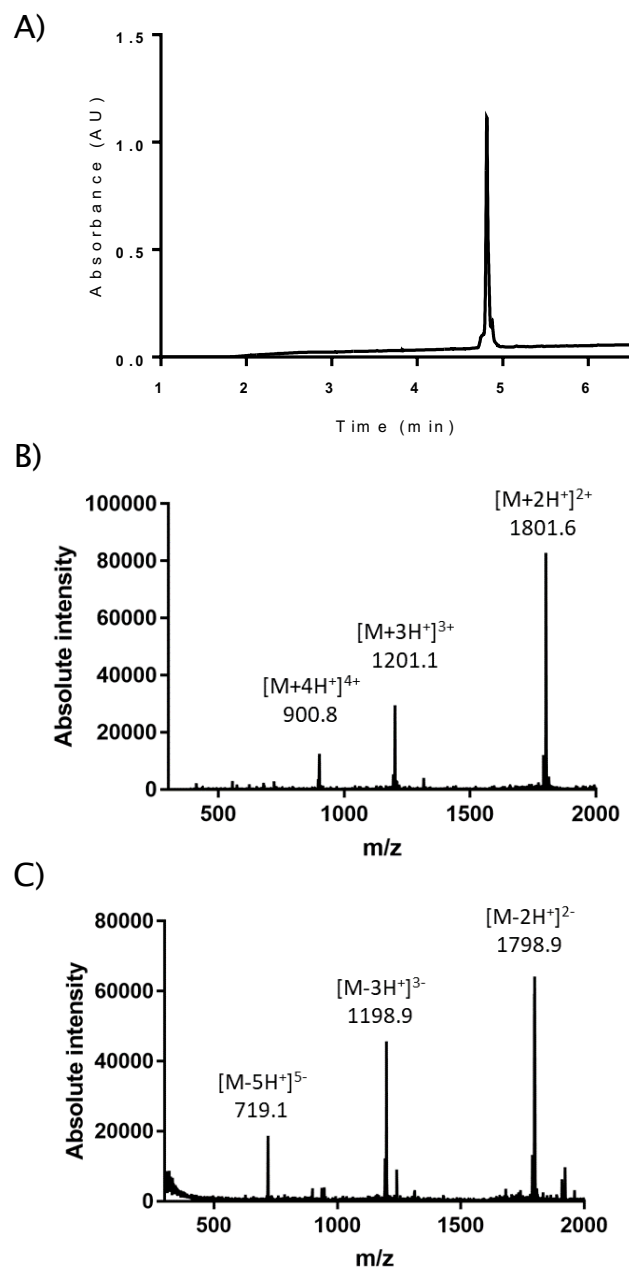 A)
1.5
1.0
0.5
0.0
Absorbance (AU)
1 2 3 4 5 6
Time (min)
B)
100000
80000
60000
40000
20000
0
Absolute intensity
[M+2H⁺]²⁺
1801.6
[M+3H⁺]³⁺
1201.1
[M+4H⁺]⁴⁺
900.8
500 1000 1500 2000
m/z
C)
80000
60000
40000
20000
0
Absolute intensity
[M-2H⁺]²⁻
1798.9
[M-3H⁺]³⁻
1198.9
[M-5H⁺]⁵⁻
719.1
500 1000 1500 2000
m/z